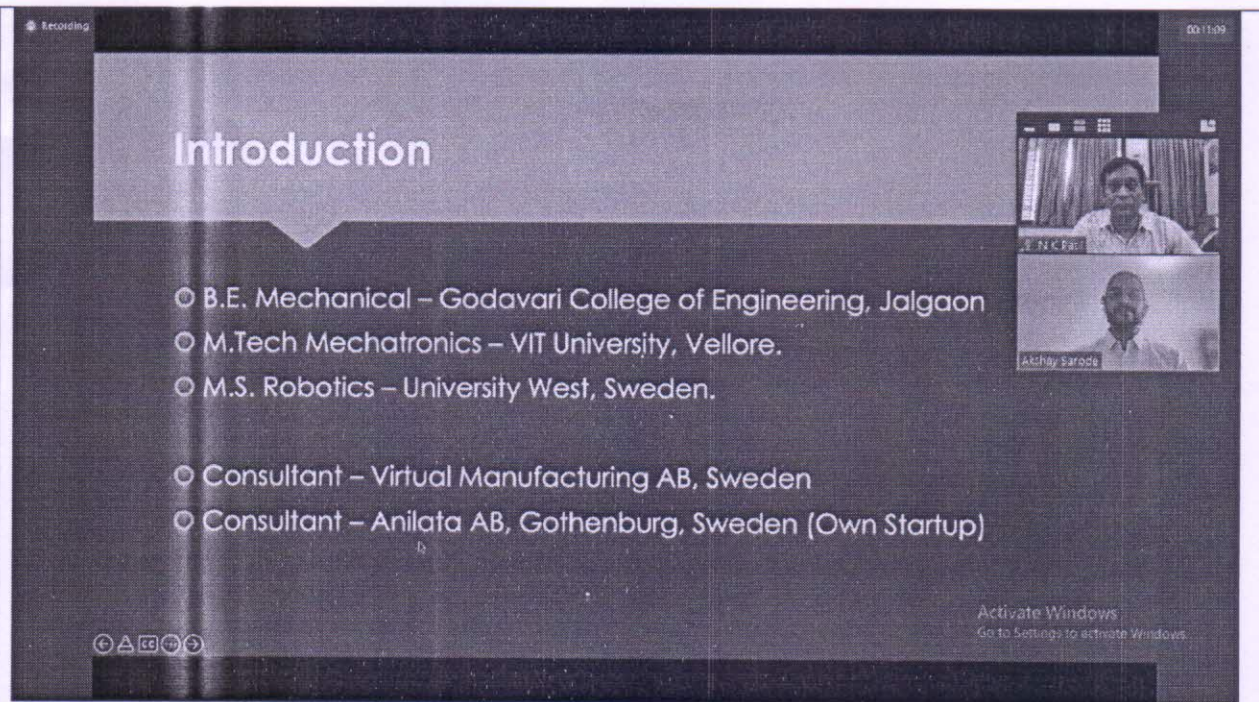 Recording
00:11:09
Introduction
N K Patil
Akshay Sarode
B.E. Mechanical – Godavari College of Engineering, Jalgaon
M.Tech Mechatronics – VIT University, Vellore.
M.S. Robotics – University West, Sweden.
Consultant – Virtual Manufacturing AB, Sweden
Consultant – Anilata AB, Gothenburg, Sweden (Own Startup)
Activate Windows
Go to Settings to activate Windows.
CC